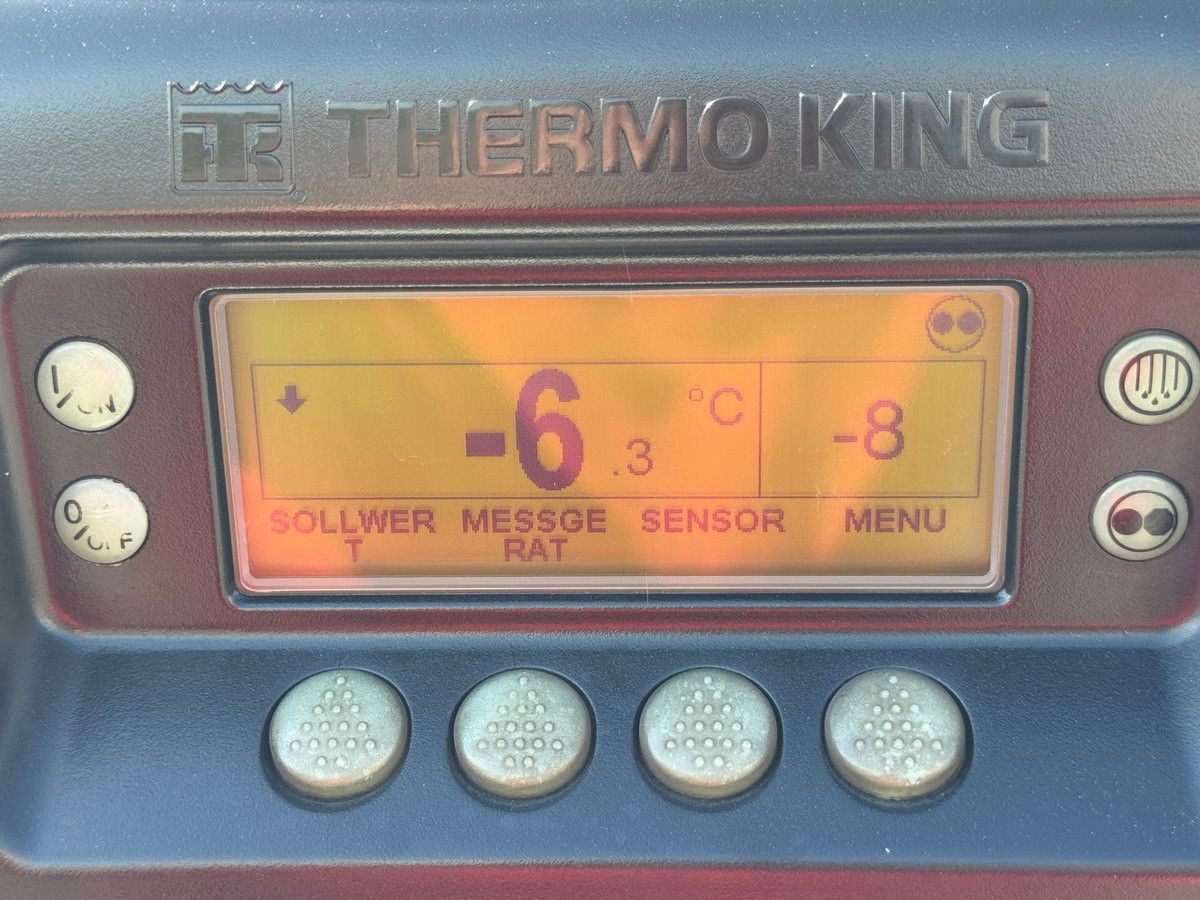 THERMO KING
I/ON
-6.3 °C -8
SOLLWER MESSGE SENSOR MENU
T RAT
O/OFF